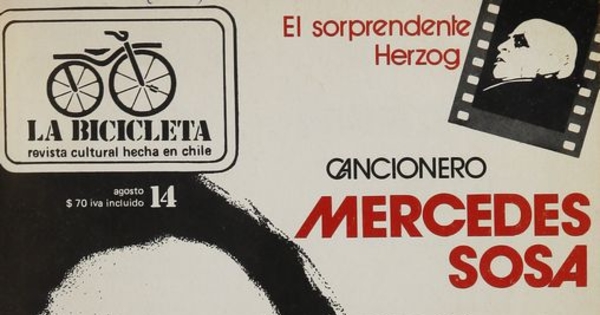 LA BICICLETA
revista cultural hecha en chile
El sorprendente
Herzog
agosto
$ 70 iva incluido 14
CANCIONERO
MERCEDES
SOSA